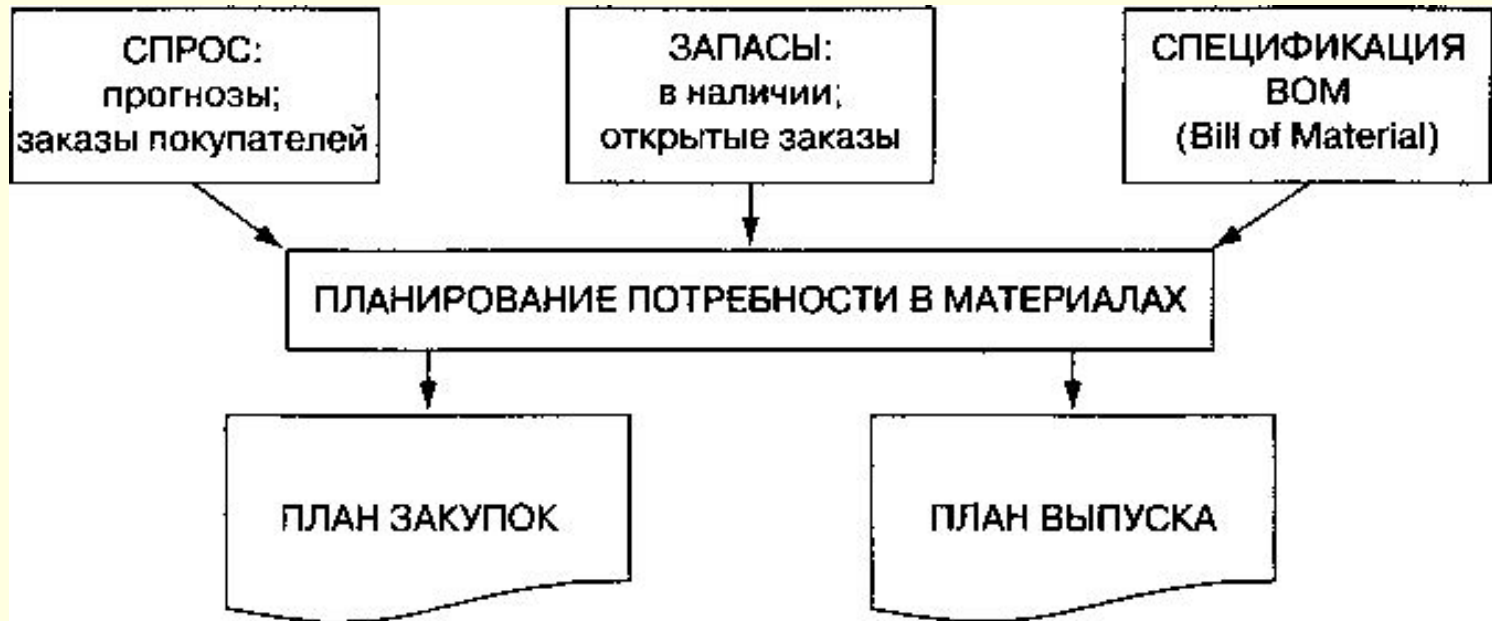 СПРОС:
прогнозы;
заказы покупателей
ЗАПАСЫ:
в наличии;
открытые заказы
СПЕЦИФИКАЦИЯ
BOM
(Bill of Material)
ПЛАНИРОВАНИЕ ПОТРЕБНОСТИ В МАТЕРИАЛАХ
ПЛАН ЗАКУПОК
ПЛАН ВЫПУСКА